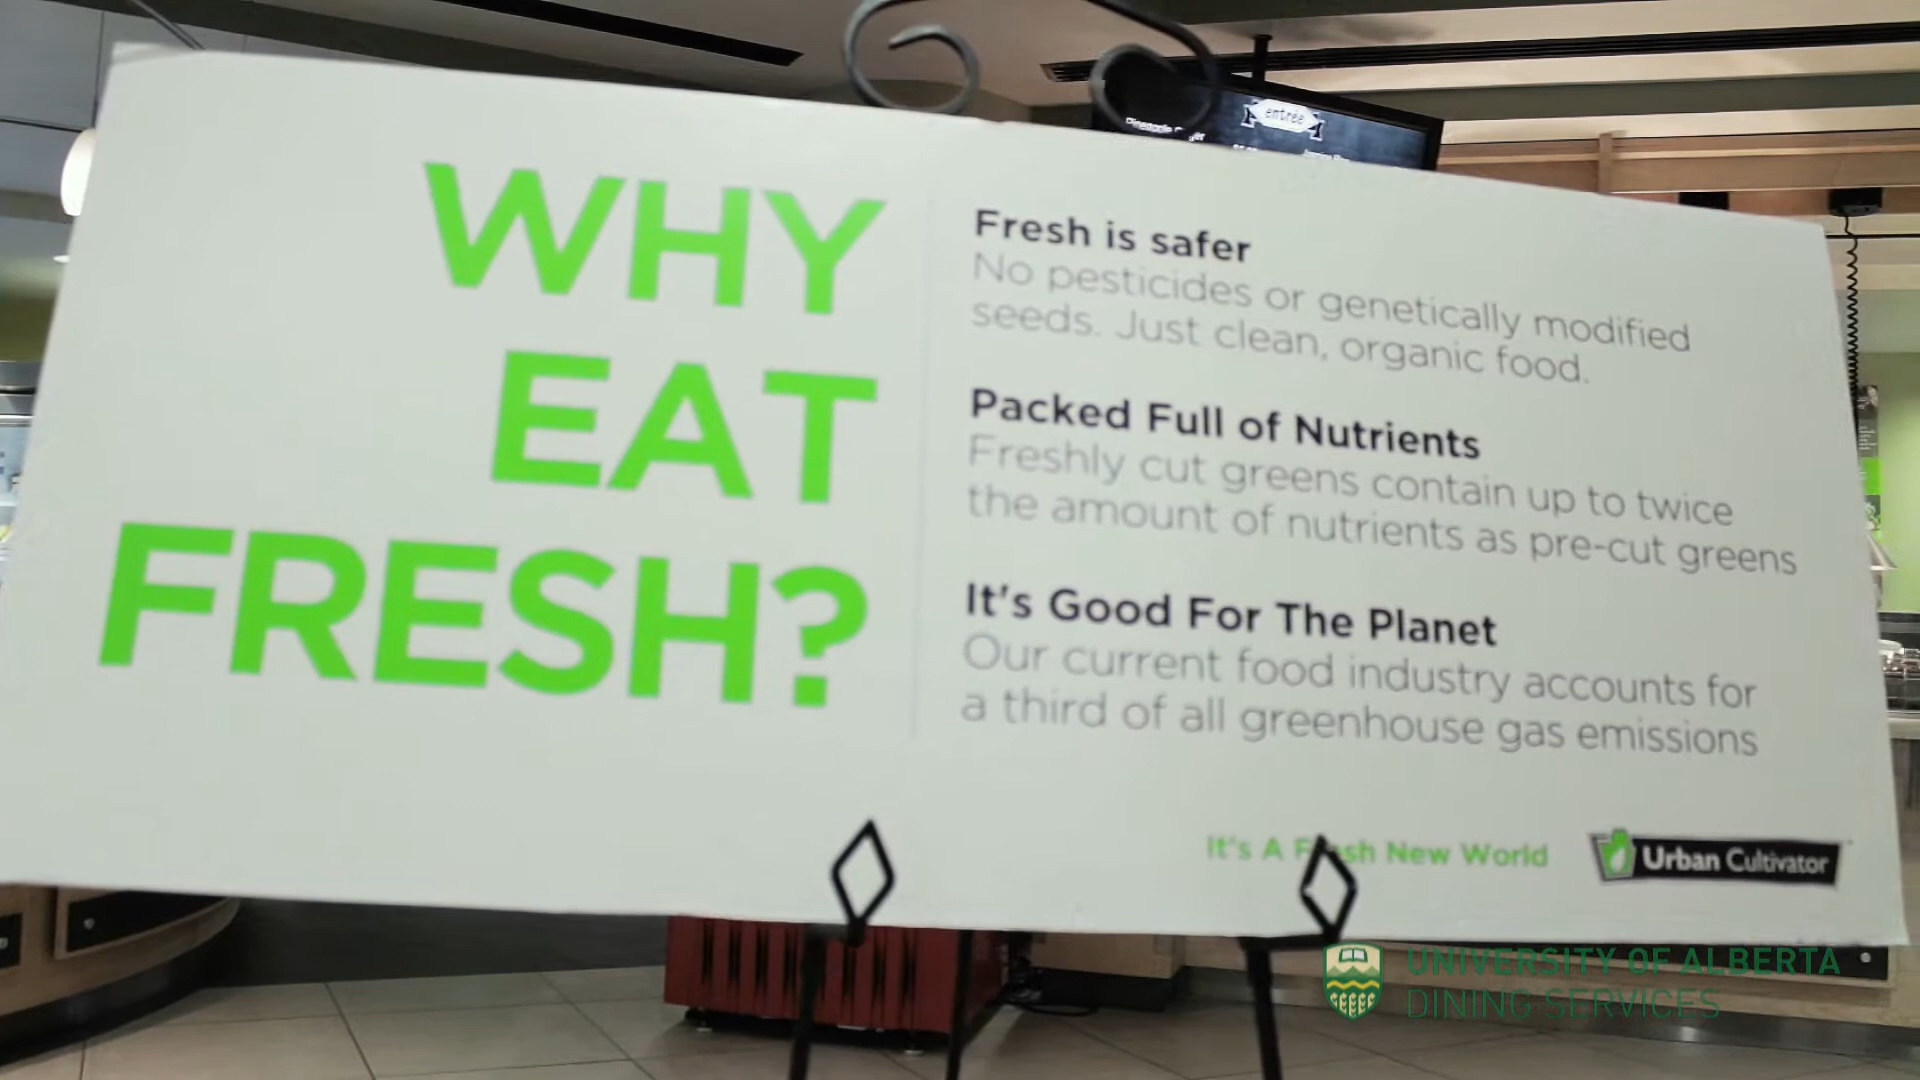 WHY
EAT
FRESH?
Fresh is safer
No pesticides or genetically modified
seeds. Just clean, organic food.
Packed Full of Nutrients
Freshly cut greens contain up to twice
the amount of nutrients as pre-cut greens
It's Good For The Planet
Our current food industry accounts for
a third of all greenhouse gas emissions
It's A Fresh New World
Urban Cultivator
entrée
UNIVERSITY OF ALBERTA
DINING SERVICES